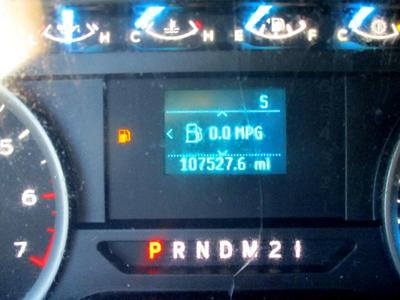 L H C H E F C
S
0.0 MPG
107527.6 mi
5
6
7
P R N D M 2 1